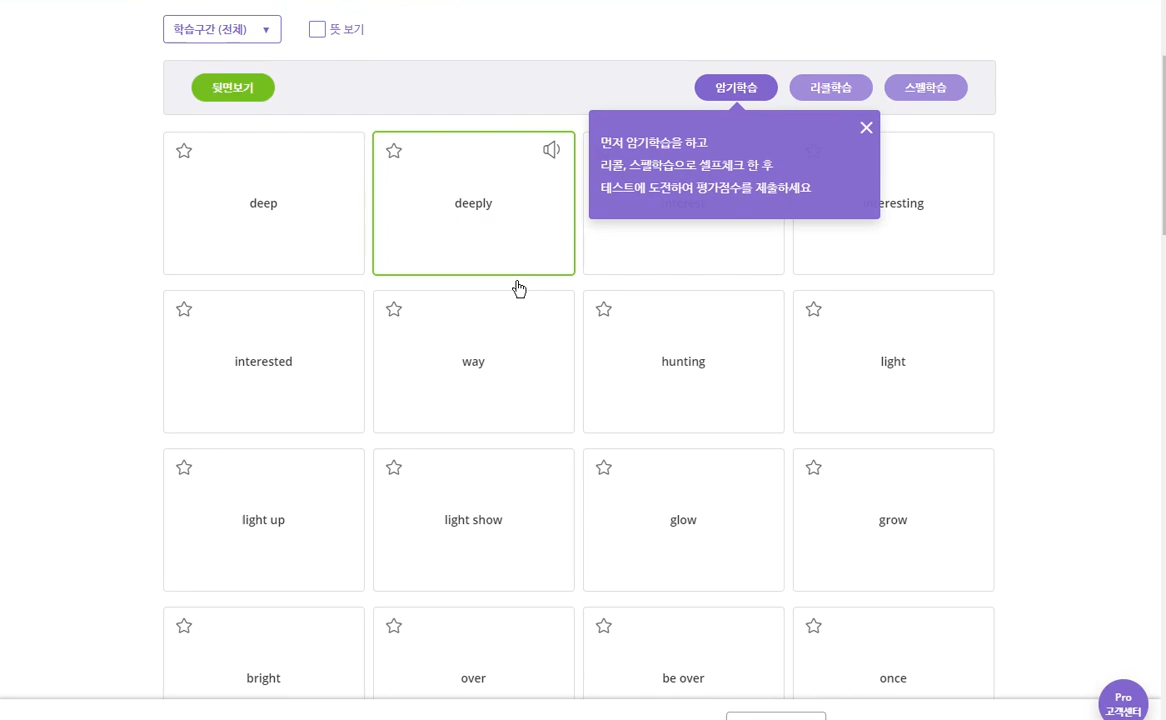 학습구간 (전체) ▼
뜻 보기
뒷면보기
암기학습
리콜학습
스펠학습
먼저 암기학습을 하고
리콜, 스펠학습으로 셀프체크 한 후
테스트에 도전하여 평가점수를 제출하세요
deep
deeply
interest
interesting
interested
way
hunting
light
light up
light show
glow
grow
bright
over
be over
once
Pro
고객센터